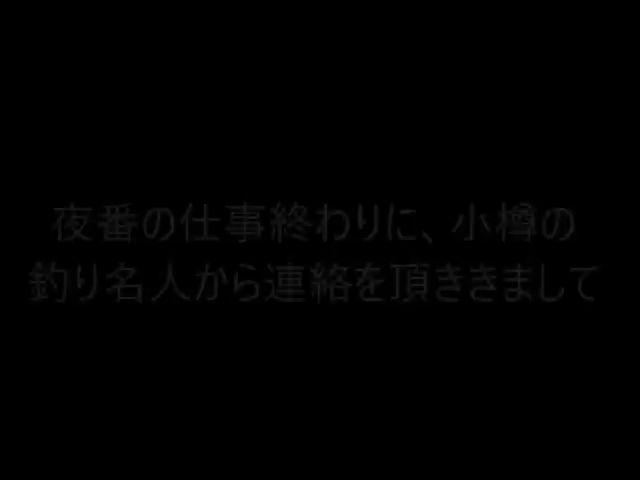 夜番の仕事終わりに、小樽の
釣り名人から連絡を頂ききまして